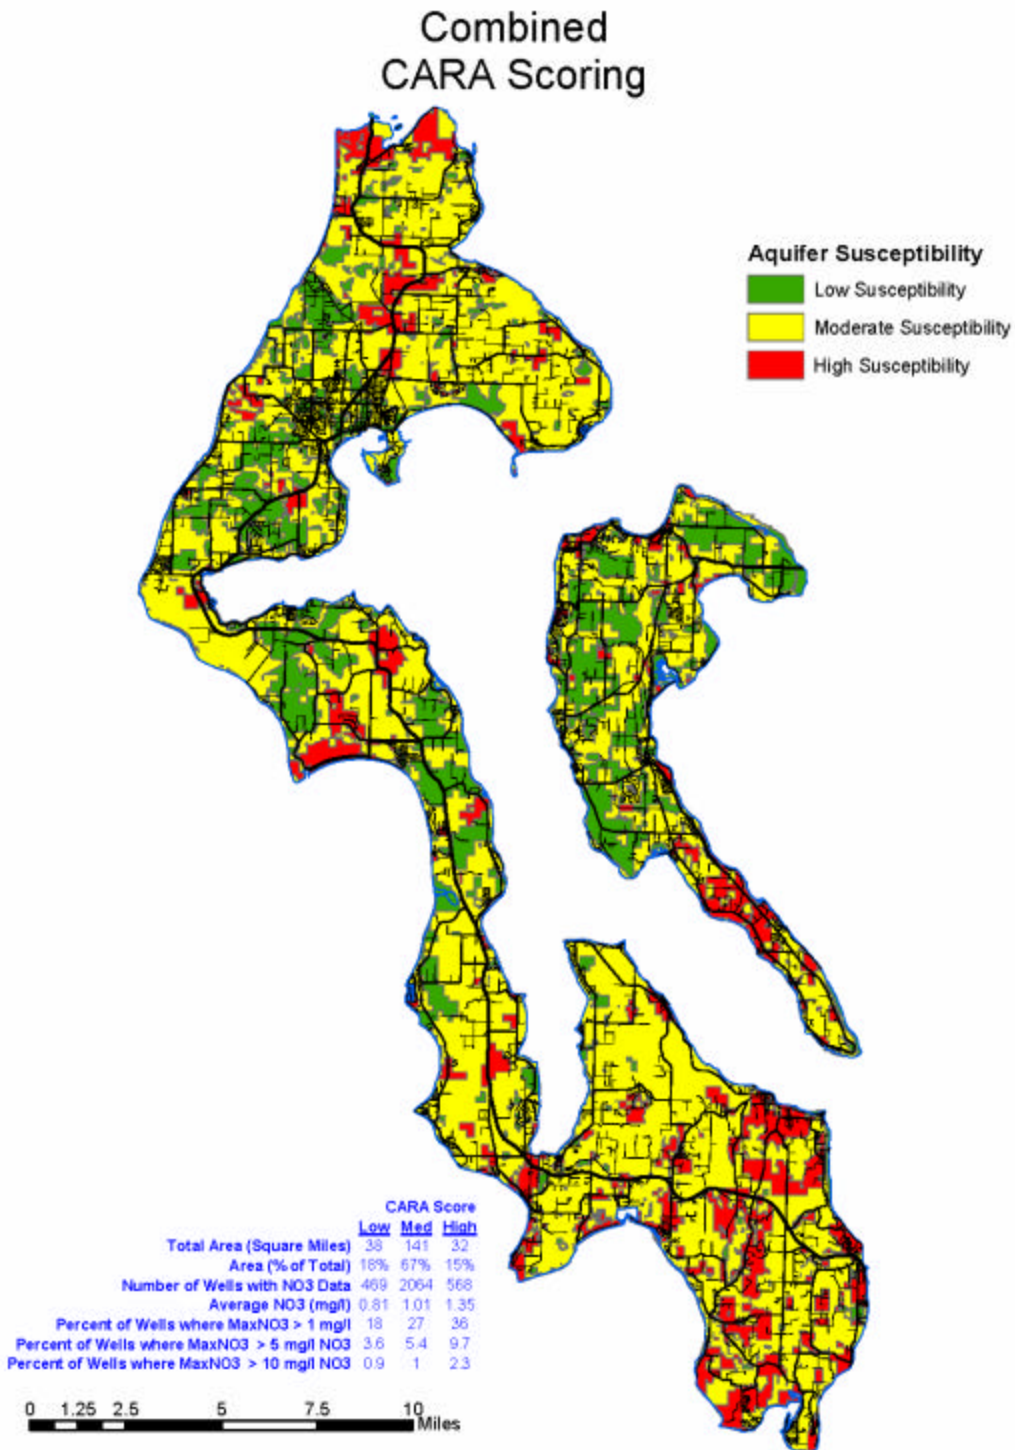 Combined
CARA Scoring
Aquifer Susceptibility
Low Susceptibility
Moderate Susceptibility
High Susceptibility
CARA Score
Low Med High
Total Area (Square Miles) 38 141 32
Area (% of Total) 18% 67% 15%
Number of Wells with NO3 Data 469 2064 568
Average NO3 (mg/l) 0.81 1.01 1.35
Percent of Wells where MaxNO3 > 1 mg/l 18 27 36
Percent of Wells where MaxNO3 > 5 mg/l NO3 3.6 5.4 9.7
Percent of Wells where MaxNO3 > 10 mg/l NO3 0.9 1 2.3
0 1.25 2.5 5 7.5 10
Miles